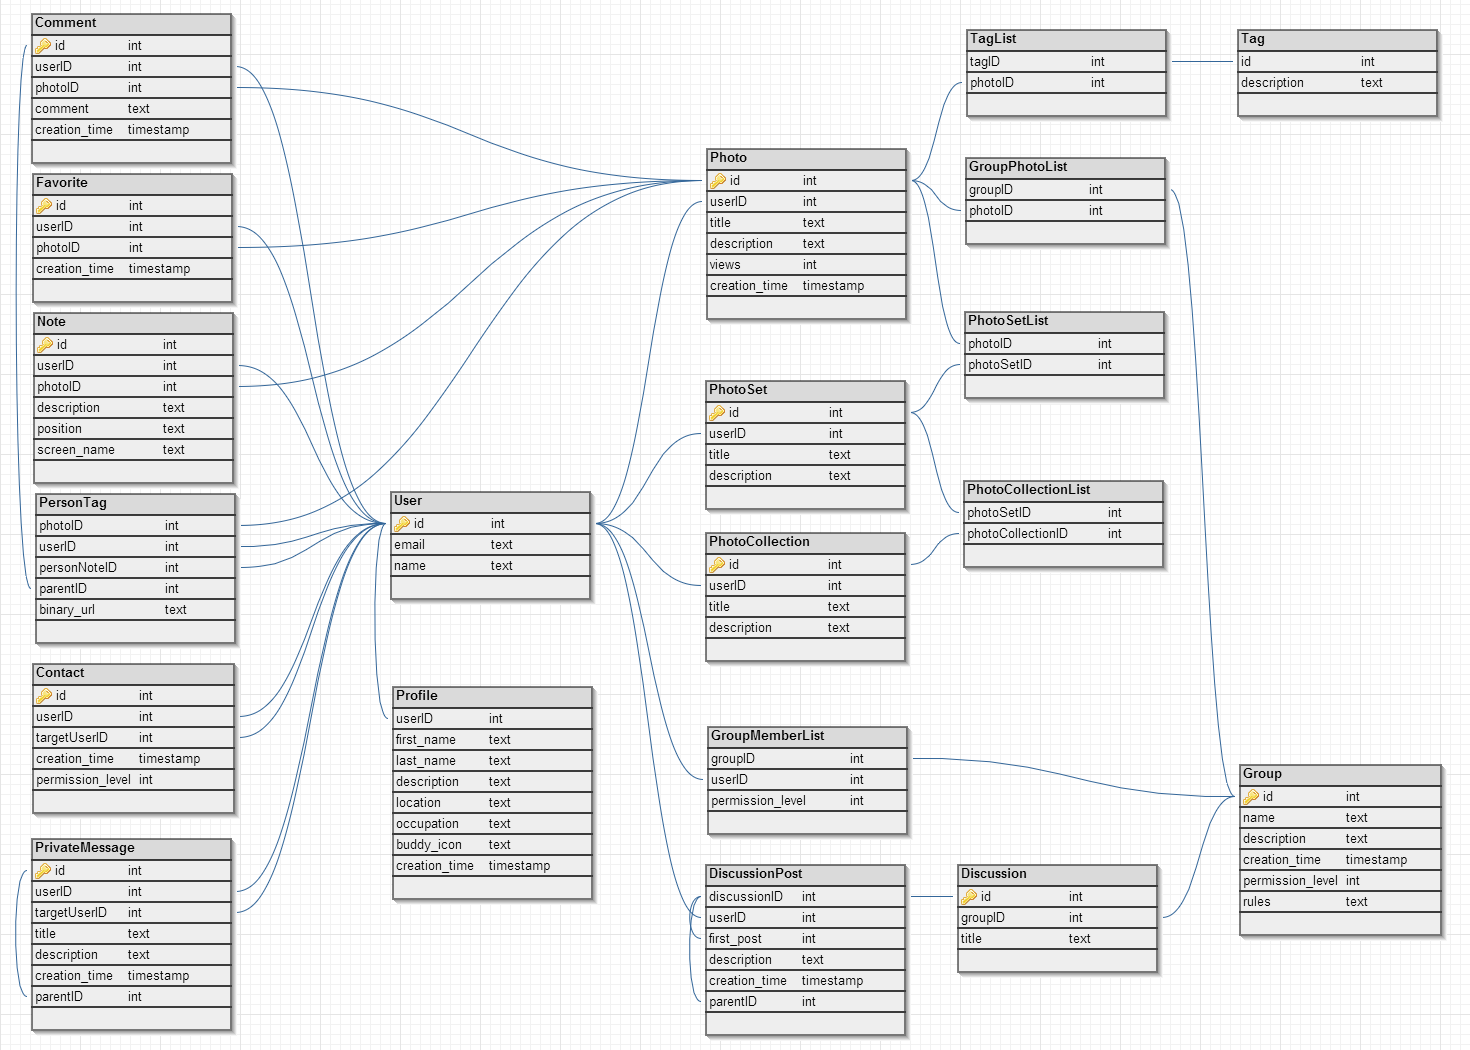 Comment
id int
userID int
photoID int
comment text
creation_time timestamp
Favorite
id int
userID int
photoID int
creation_time timestamp
Note
id int
userID int
photoID int
description text
position text
screen_name text
PersonTag
photoID int
userID int
personNoteID int
parentID int
binary_url text
Contact
id int
userID int
targetUserID int
creation_time timestamp
permission_level int
PrivateMessage
id int
userID int
targetUserID int
title text
description text
creation_time timestamp
parentID int
User
id int
email text
name text
Profile
userID int
first_name text
last_name text
description text
location text
occupation text
buddy_icon text
creation_time timestamp
Photo
id int
userID int
title text
description text
views int
creation_time timestamp
PhotoSet
id int
userID int
title text
description text
PhotoCollection
id int
userID int
title text
description text
GroupMemberList
groupID int
userID int
permission_level int
DiscussionPost
discussionID int
userID int
first_post int
description text
creation_time timestamp
parentID int
TagList
tagID int
photoID int
GroupPhotoList
groupID int
photoID int
PhotoSetList
photoID int
photoSetID int
PhotoCollectionList
photoSetID int
photoCollectionID int
Discussion
id int
groupID int
title text
Tag
id int
description text
Group
id int
name text
description text
creation_time timestamp
permission_level int
rules text